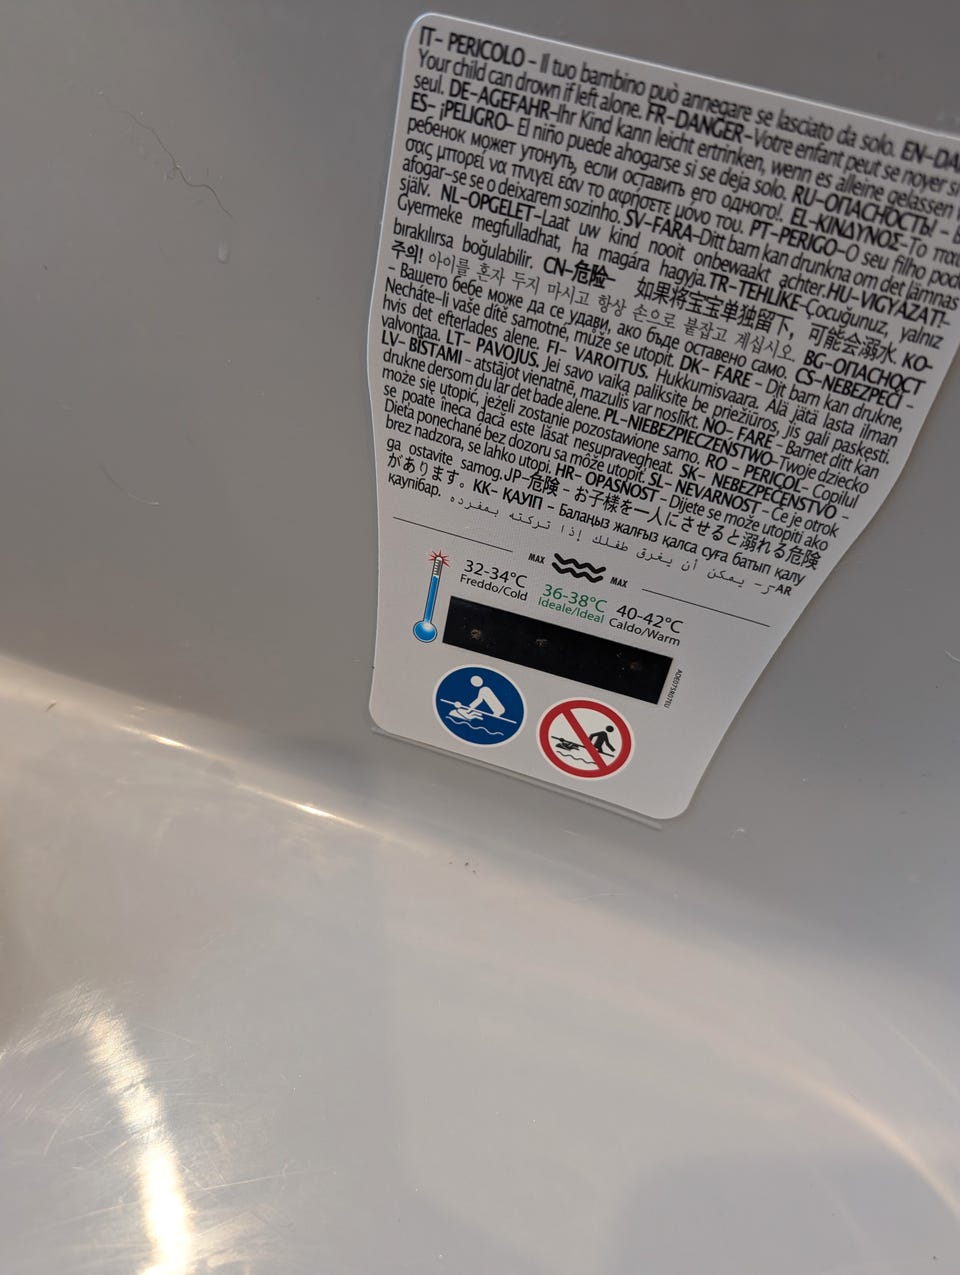 IT- PERICOLO - Il tuo bambino può annegare se lasciato da solo. EN-DA
Your child can drown if left alone. FR-DANGER-Votre enfant peut se noyer si
seul. DE-AGEFAHR-Ihr Kind kann leicht ertrinken, wenn es alleine gelassen
ES- ¡PELIGRO- El niño puede ahogarse si se deja solo. RU-ОПАСНОСТЬ! -
ребенок может утонуть, если оставить его одного!. EL-ΚΙΝΔΥΝΟΣ-Το
σας μπορεί να πνιγεί εάν το αφήσετε μόνο του. PT-PERIGO-O seu filho pode
afogar-se se o deixarem sozinho. SV-FARA-Ditt barn kan drunkna om det lämnas
själv. NL-OPGELET-Laat uw kind nooit onbewaakt achter.HU-VIGYÁZAT!-
Gyermeke megfulladhat, ha magára hagyja.TR-TEHLİKE-Çocuğunuz, yalnız
bırakılırsa boğulabilir. CN-危险- 如果将宝宝单独留下，可能会溺水. KO-
주의! 아이를 혼자 두지 마시고 항상 손으로 붙잡고 계십시오. BG-ОПАСНОСТ
- Вашето бебе може да се удави, ако бъде оставено само. CS-NEBEZPEČÍ -
Necháte-li vaše dítě samotné, může se utopit. DK- FARE - Dit barn kan drukne,
hvis det efterlades alene. FI- VAROITUS. Hukkumisvaara. Älä jätä lasta ilman
valvontaa. LT- PAVOJUS. Jei savo vaiką paliksite be priežiūros, jis gali paskęsti.
LV- BĪSTAMI - atstājot vienatnē, mazulis var noslīkt. NO- FARE - Barnet ditt kan
drukne dersom du lar det bade alene. PL-NIEBEZPIECZEŃSTWO-Twoje dziecko
może się utopić, jeżeli zostanie pozostawione samo. RO - PERICOL- Copilul
se poate îneca dacă este lăsat nesupravegheat. SK - NEBEZPEČENSTVO -
Dieťa ponechané bez dozoru sa môže utopiť. SL- NEVARNOST - Če je otrok
brez nadzora, se lahko utopi. HR- OPASNOST - Dijete se može utopiti ako
ga ostavite samog.JP-危険 - お子様を一人にさせると溺れる危険
があります。KK- ҚАУІП - Балаңыз жалғыз қалса суға батып қалу
қаупібар.
AR- خطر- يمكن أن يغرق طفلك إذا تركته بمفرده.
MAX MAX
32-34°C 36-38°C 40-42°C
Freddo/Cold Ideale/Ideal Caldo/Warm